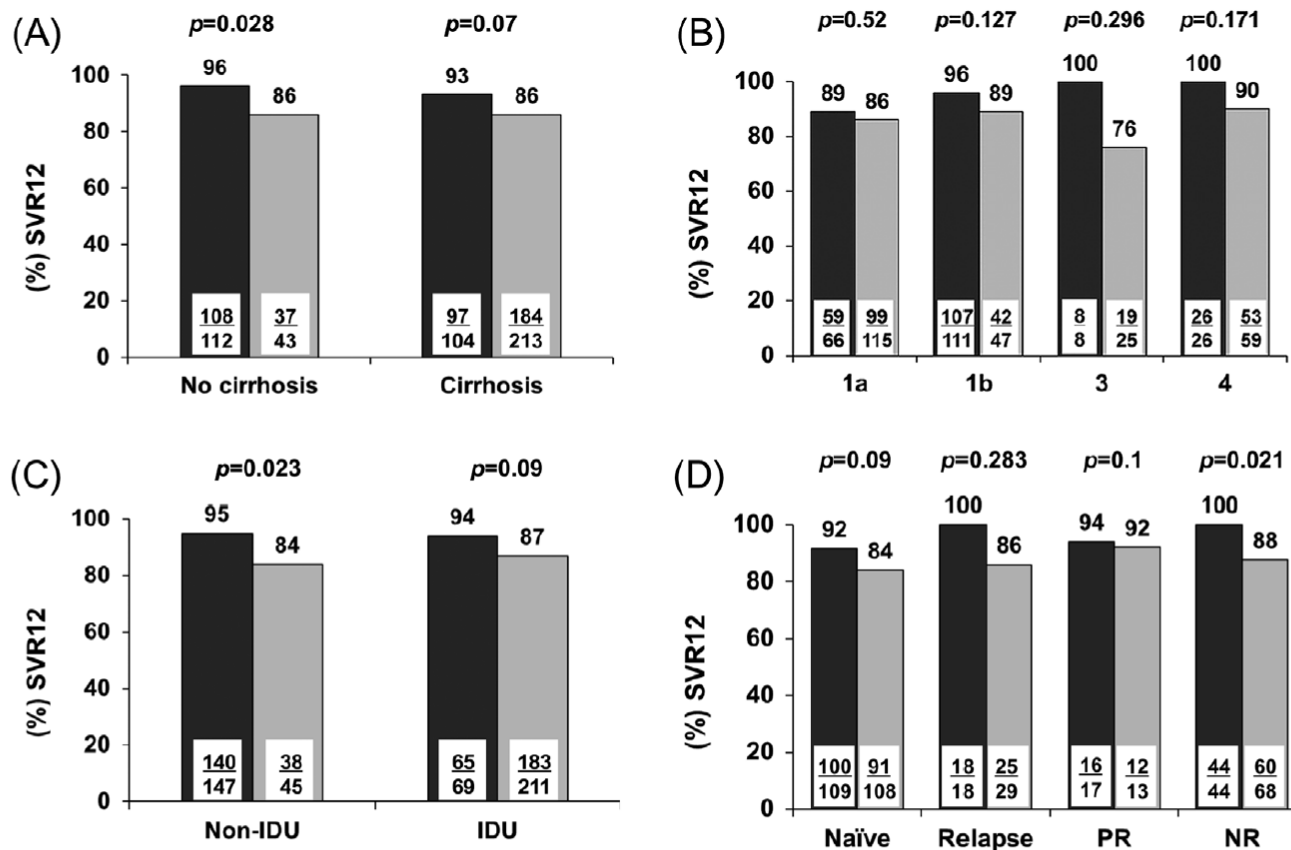 (A)
p=0.028 p=0.07
96 86 93 86
(%) SVR12
100
80
60
40
20
0
108 37 97 184
112 43 104 213
No cirrhosis Cirrhosis
(B)
p=0.52 p=0.127 p=0.296 p=0.171
89 86 96 89 100 76 100 90
(%) SVR12
100
80
60
40
20
0
59 99 107 42 8 19 26 53
66 115 111 47 8 25 26 59
1a 1b 3 4
(C)
p=0.023 p=0.09
95 84 94 87
(%) SVR12
100
80
60
40
20
0
140 38 65 183
147 45 69 211
Non-IDU IDU
(D)
p=0.09 p=0.283 p=0.1 p=0.021
92 84 100 86 94 92 100 88
(%) SVR12
100
80
60
40
20
0
100 91 18 25 16 12 44 60
109 108 18 29 17 13 44 68
Naïve Relapse PR NR